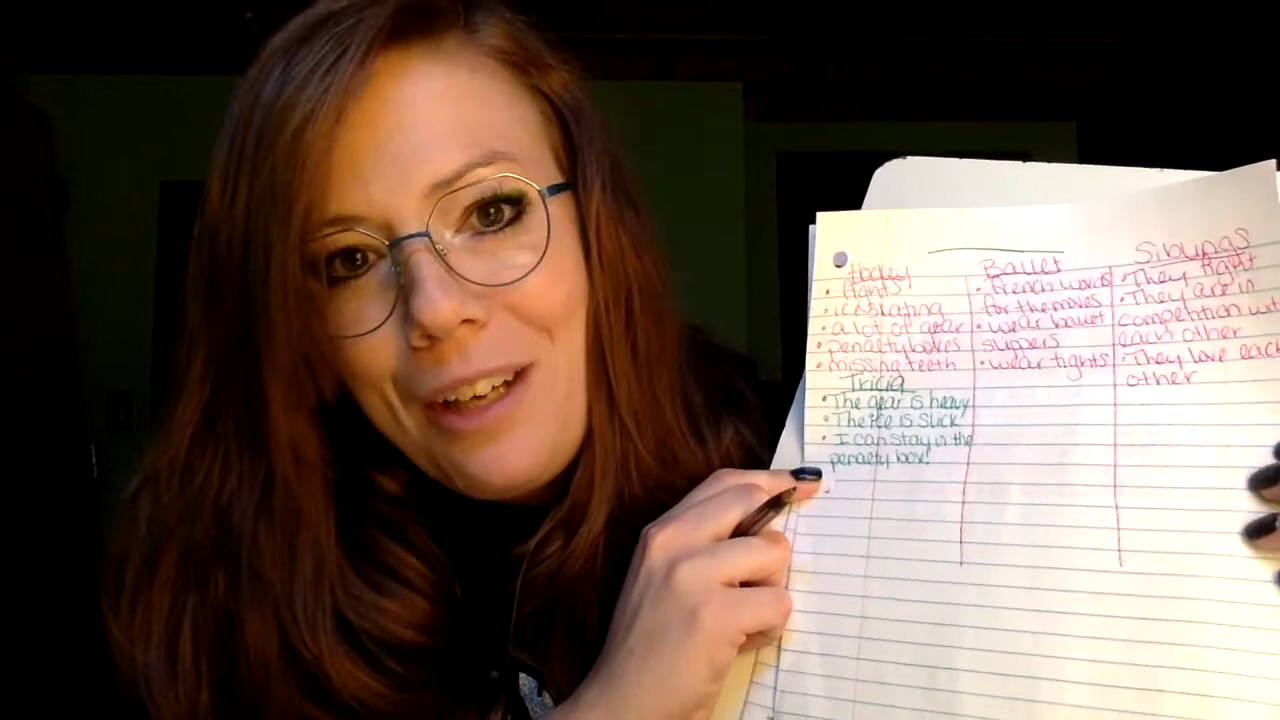 Hockey
• fights
• ice skating
• a lot of gear
• penalty boxes
• missing teeth
Tricia
• The gear is heavy
• The ice is slick
• I can stay in the
penalty box!
Ballet
• French words
for the moves
• wear ballet
slippers
• wear tights
Siblings
• They fight
• They are in
competition with
each other
• They love each
other